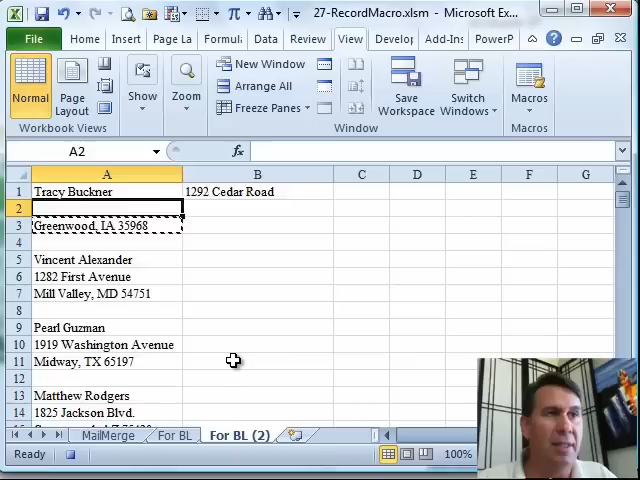 27-RecordMacro.xlsm - Microsoft Ex...
File Home Insert Page La Formula Data Review View Develop Add-Ins PowerP
Normal
Page Layout
Show
Zoom
New Window
Arrange All
Freeze Panes
Save Workspace
Switch Windows
Macros
Workbook Views
Window
Macros
A2
fx
A B C D E F G
1 Tracy Buckner 1292 Cedar Road
2
3 Greenwood, IA 35968
4
5 Vincent Alexander
6 1282 First Avenue
7 Mill Valley, MD 54751
8
9 Pearl Guzman
10 1919 Washington Avenue
11 Midway, TX 65197
12
13 Matthew Rodgers
14 1825 Jackson Blvd.
MailMerge For BL For BL (2)
Ready 100%